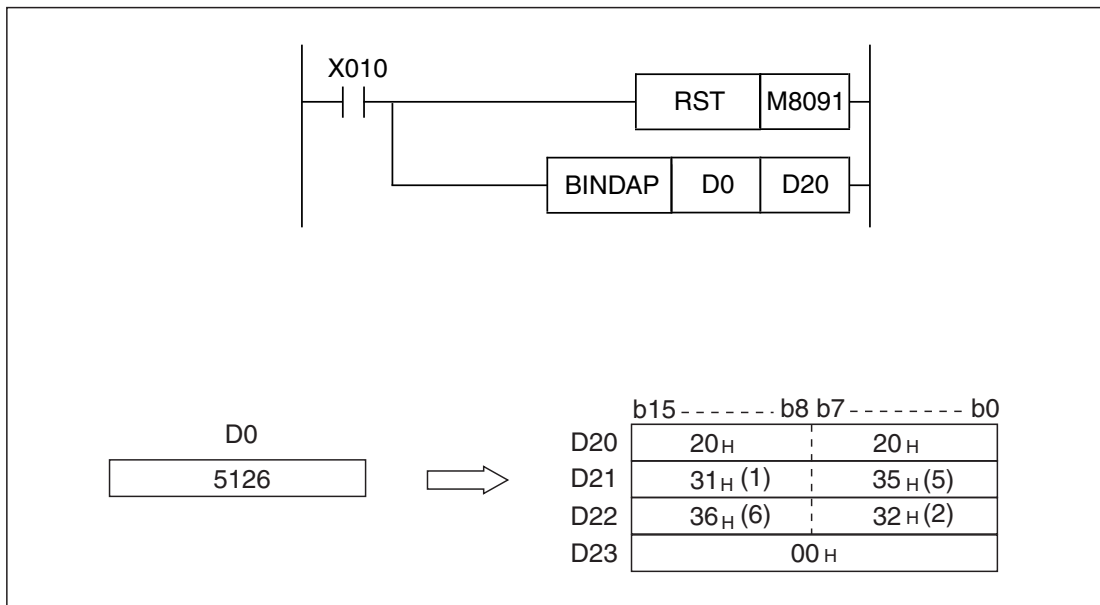 X010
RST M8091
BINDAP D0 D20
b15 - - - - - - - b8 b7 - - - - - - - - b0
D0
D20 20H 20H
5126
D21 31H (1) 35H (5)
D22 36H (6) 32H (2)
D23 00H